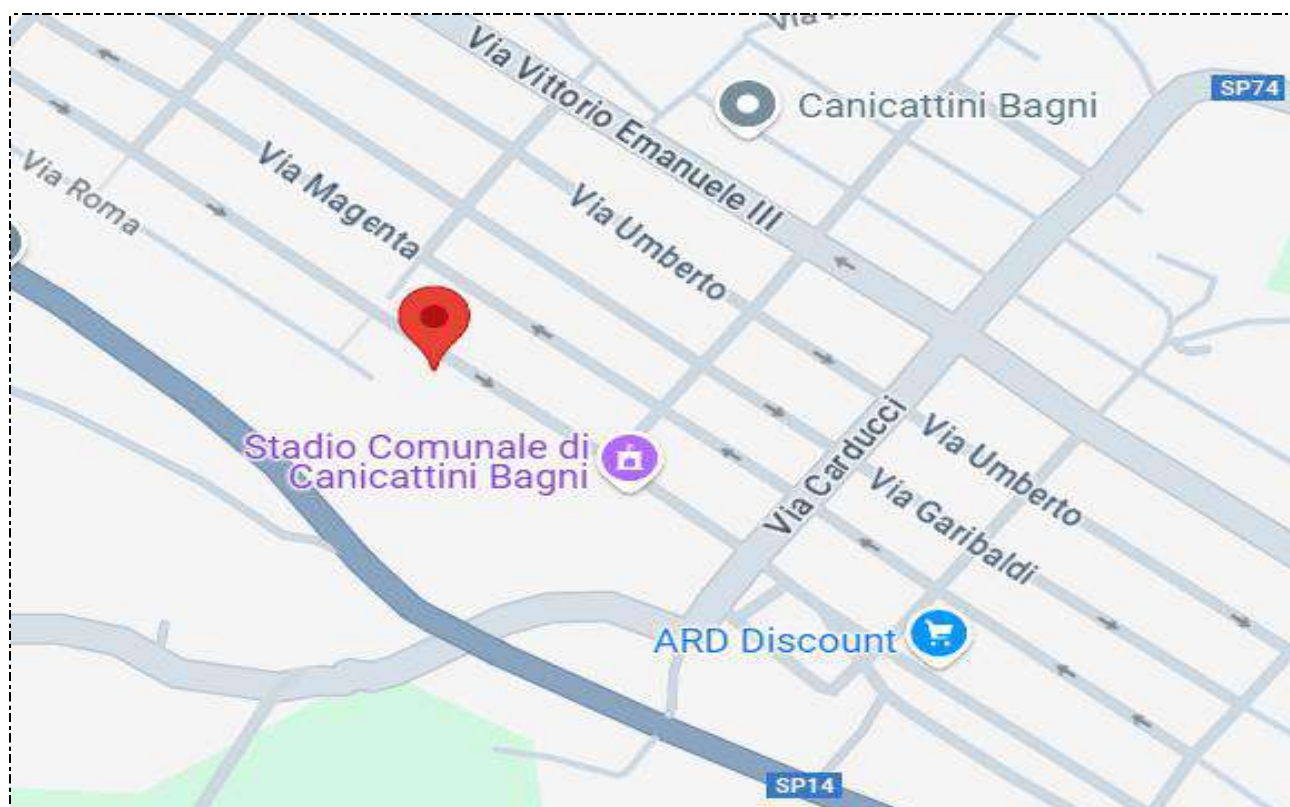 SP74
Canicattini Bagni
Via Vittorio Emanuele III
Via Magenta
Via Roma
Via Umberto
Stadio Comunale di
Canicattini Bagni
Via Carducci
Via Umberto
Via Garibaldi
ARD Discount
SP14